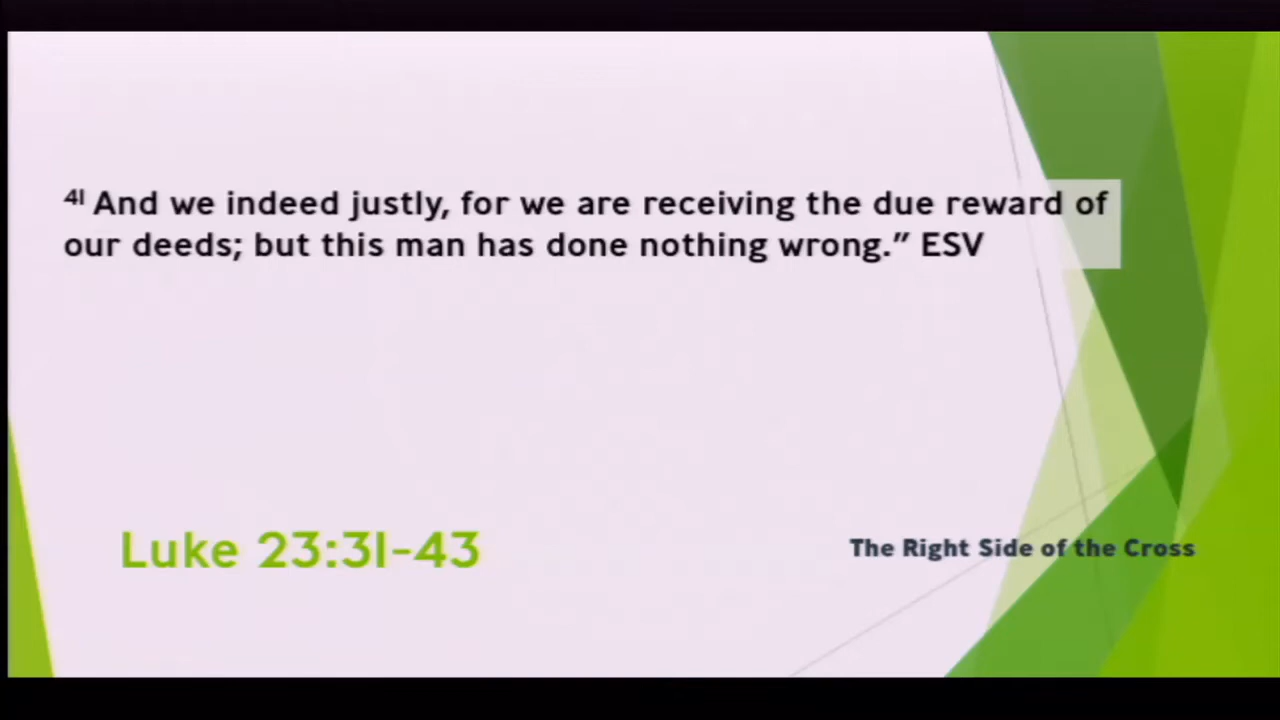 ⁴¹ And we indeed justly, for we are receiving the due reward of
our deeds; but this man has done nothing wrong.” ESV
Luke 23:31-43
The Right Side of the Cross